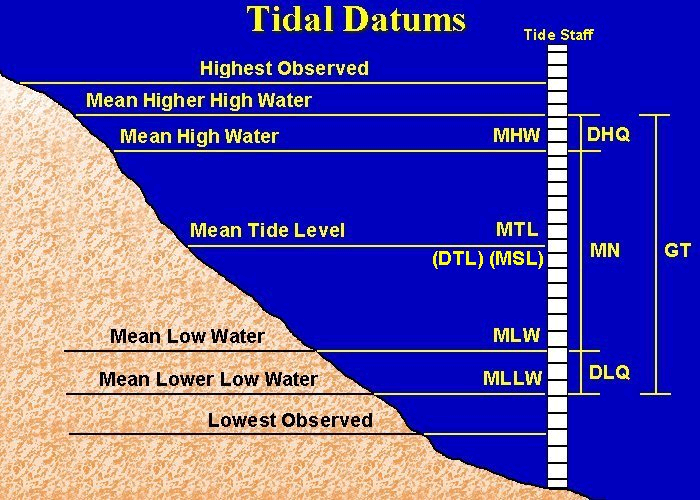 Tidal Datums
Tide Staff
Highest Observed
Mean Higher High Water
Mean High Water MHW DHQ
Mean Tide Level MTL
(DTL) (MSL) MN GT
Mean Low Water MLW
Mean Lower Low Water MLLW DLQ
Lowest Observed